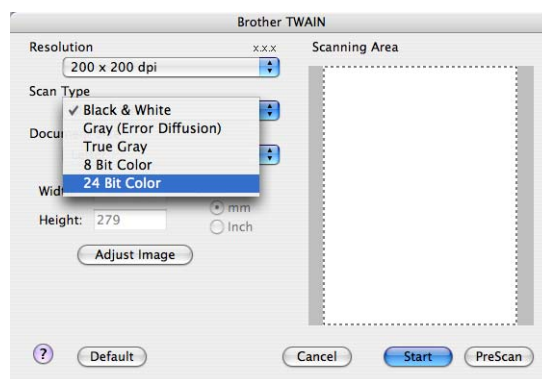 Brother TWAIN
Resolution x.x.x
200 x 200 dpi
Scan Type
✓ Black & White
Gray (Error Diffusion)
True Gray
8 Bit Color
24 Bit Color
Docu
Wid
mm
Height: 279
Inch
Adjust Image
Scanning Area
? Default Cancel Start PreScan